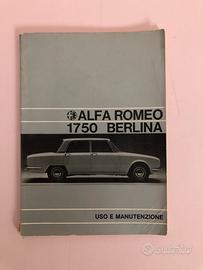 ALFA ROMEO
1750 BERLINA
USO E MANUTENZIONE